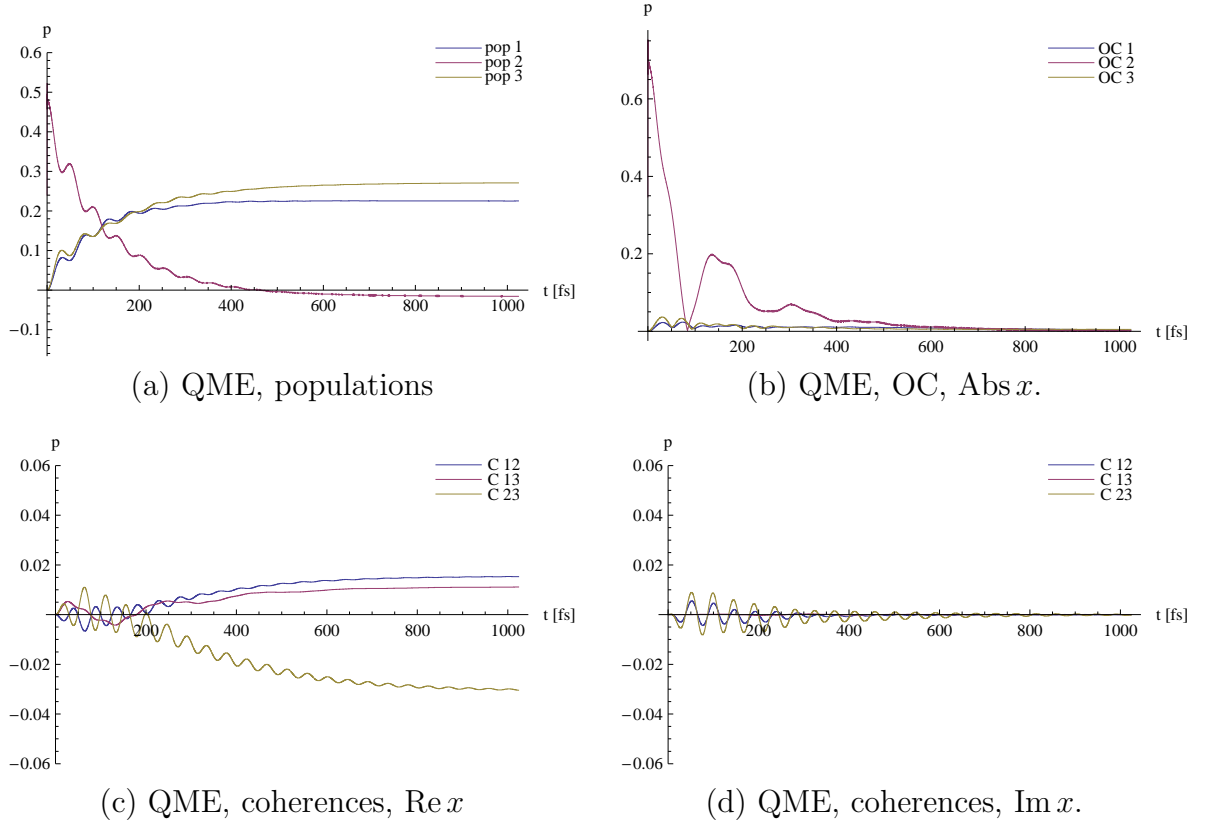 p
0.6
0.5
0.4
0.3
0.2
0.1
−0.1
200
400
600
800
1000
t [fs]
pop 1
pop 2
pop 3
(a) QME, populations
p
0.6
0.4
0.2
200
400
600
800
1000
t [fs]
OC 1
OC 2
OC 3
(b) QME, OC, Abs x.
p
0.06
0.04
0.02
−0.02
−0.04
−0.06
200
400
600
800
1000
t [fs]
C 12
C 13
C 23
(c) QME, coherences, Re x
p
0.06
0.04
0.02
−0.02
−0.04
−0.06
200
400
600
800
1000
t [fs]
C 12
C 13
C 23
(d) QME, coherences, Im x.